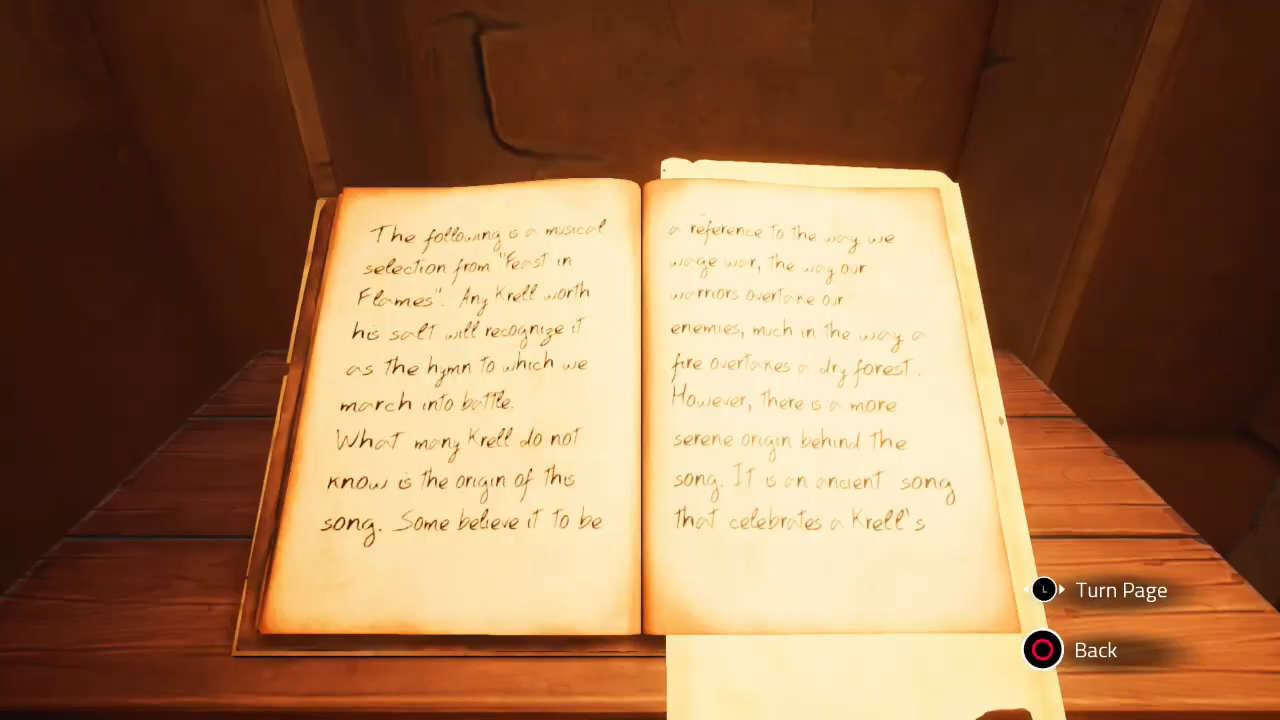 The following is a musical
selection from "Feast in
Flames". Any Krell worth
his salt will recognize it
as the hymn to which we
march into battle.
What many Krell do not
know is the origin of this
song. Some believe it to be
a reference to the way we
wage war, the way our
warriors overtake our
enemies, much in the way a
fire overtakes a dry forest.
However, there is a more
serene origin behind the
song. It is an ancient song
that celebrates a Krell's
L
Turn Page
Back